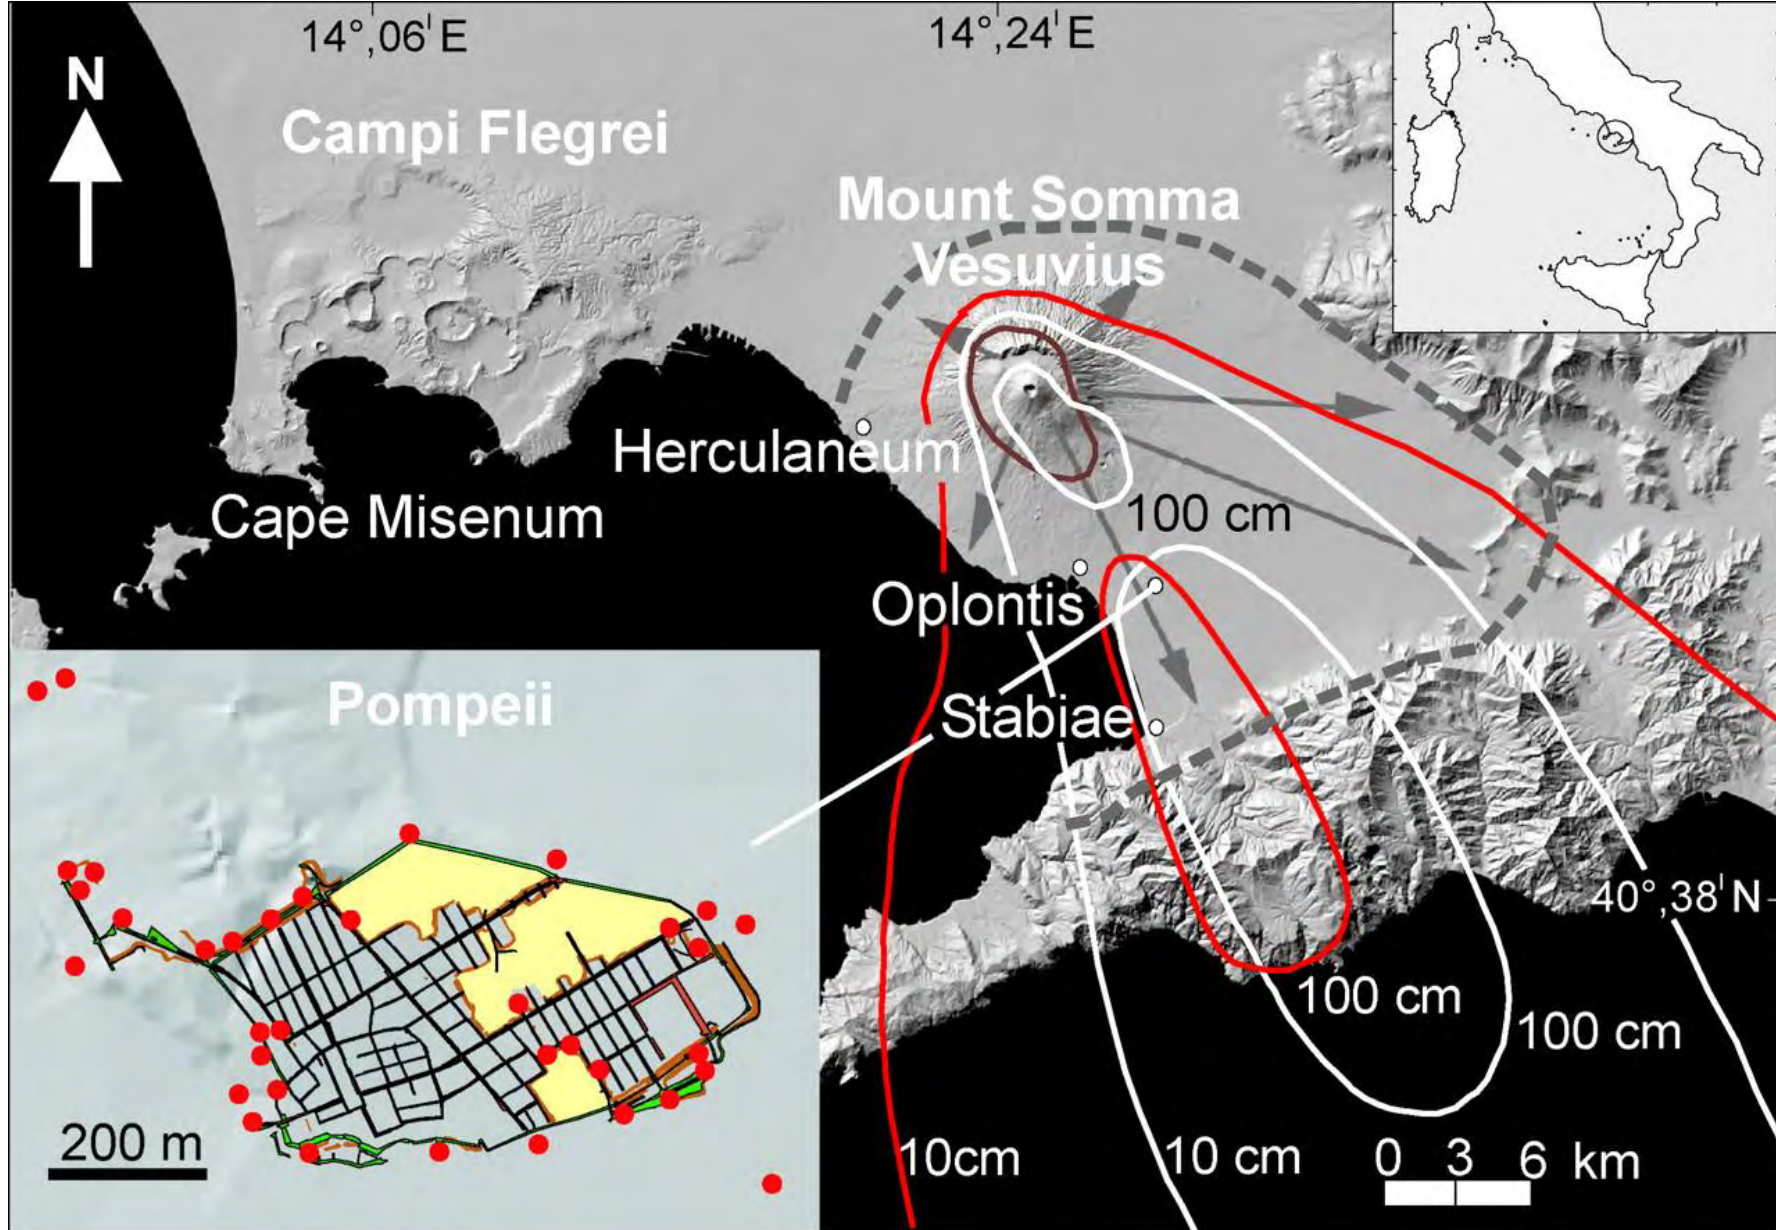 14°,06' E
14°,24' E
N
Campi Flegrei
Mount Somma
Vesuvius
Herculaneum
Cape Misenum
100 cm
Oplontis
Pompeii
Stabiae
40°,38' N
100 cm
100 cm
200 m
10cm
10 cm
0 3 6 km